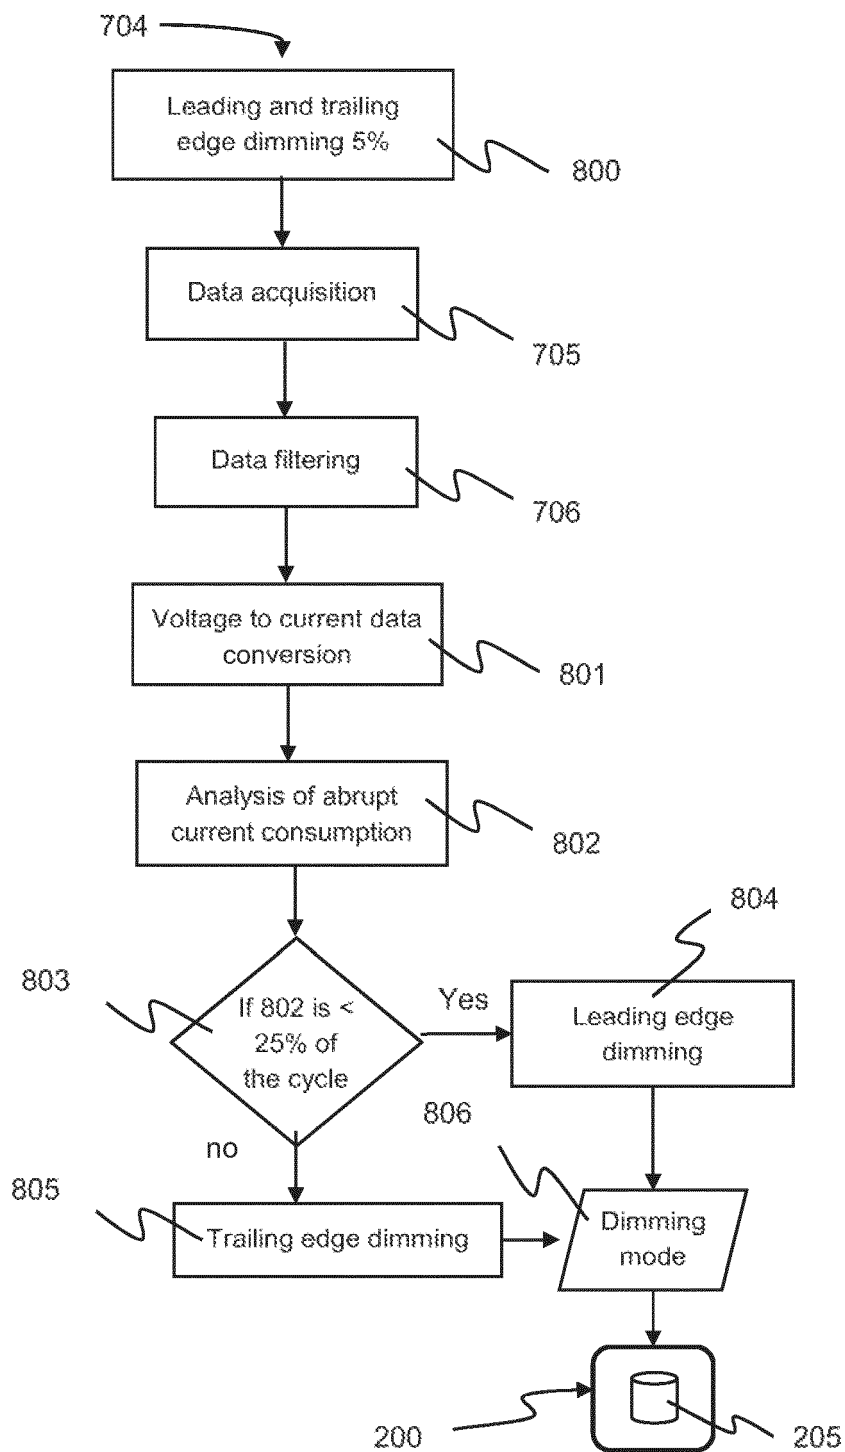 704
Leading and trailing
edge dimming 5%
800
Data acquisition
705
Data filtering
706
Voltage to current data
conversion
801
Analysis of abrupt
current consumption
802
804
803
If 802 is <
25% of
the cycle
Yes
Leading edge
dimming
806
no
805
Trailing edge dimming
Dimming
mode
200
205